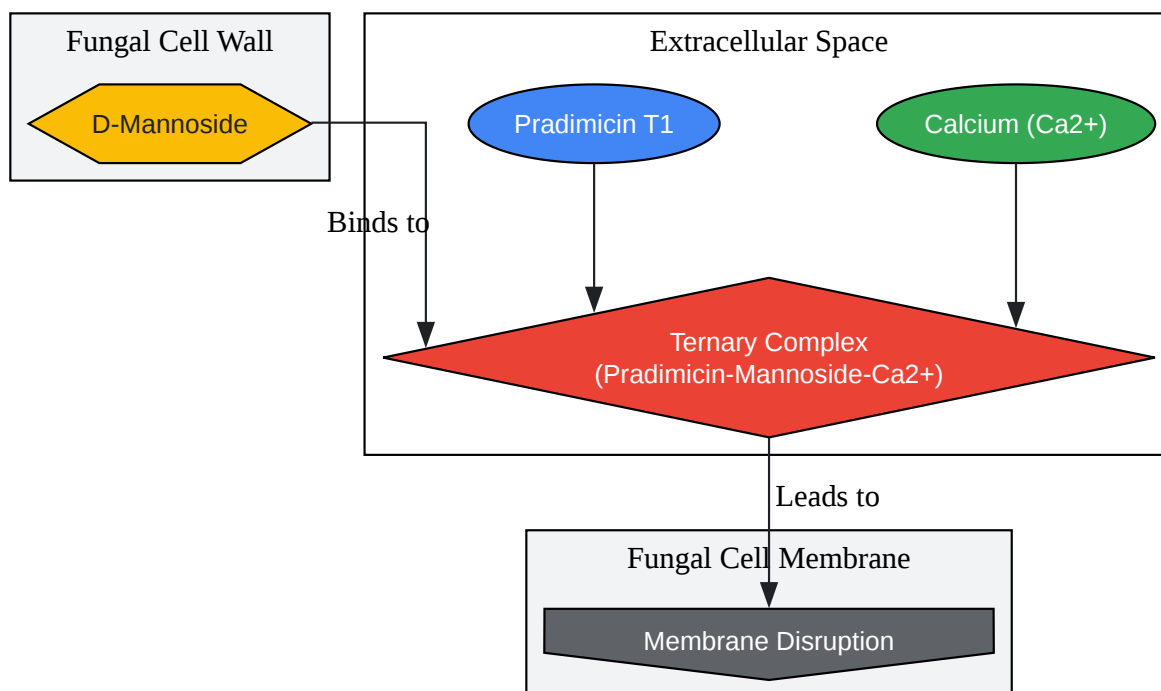 Fungal Cell Wall
Extracellular Space
D-Mannoside
Pradimicin T1
Calcium (Ca2+)
Binds to
Ternary Complex
(Pradimicin-Mannoside-Ca2+)
Leads to
Fungal Cell Membrane
Membrane Disruption